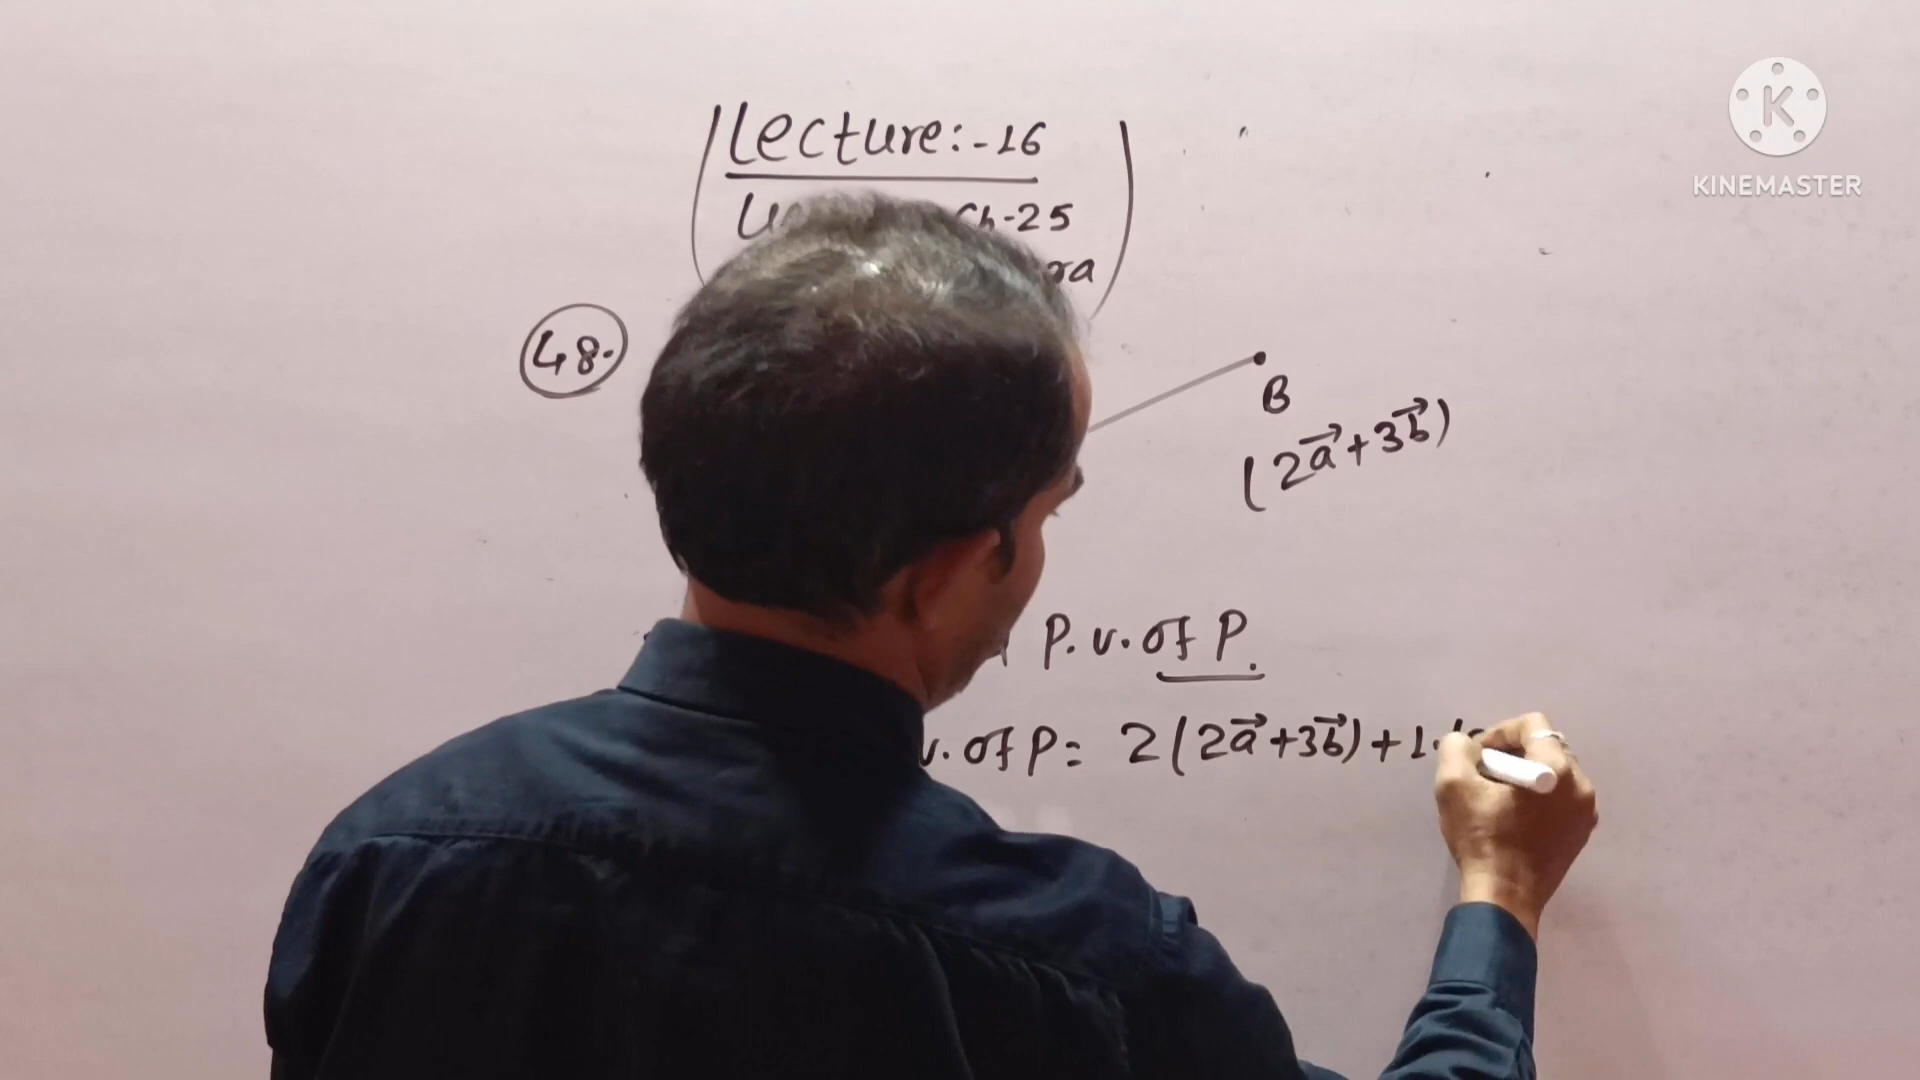 Lecture:-16
Ch-25
KINEMASTER
48.
B
(2a⃗+3b⃗)
P.v. of P.
v. of P = 2(2a⃗+3b⃗)+1.(